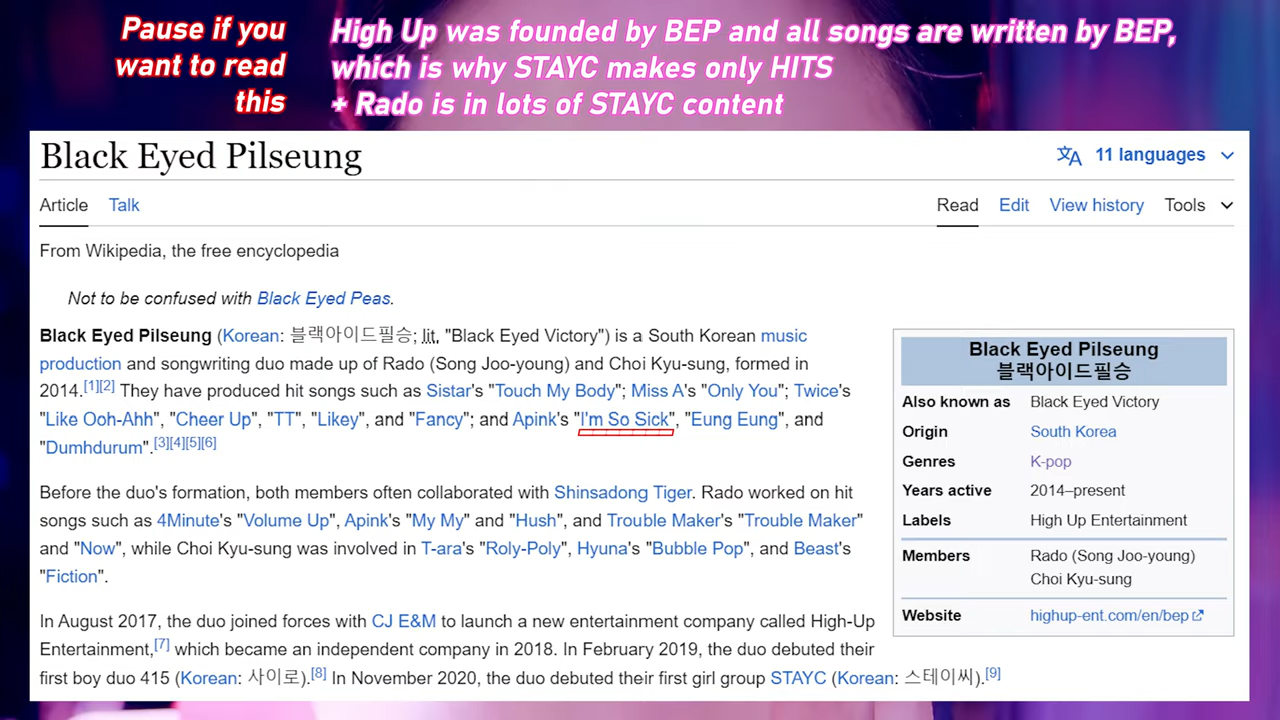 Pause if you
want to read
this
High Up was founded by BEP and all songs are written by BEP,
which is why STAYC makes only HITS
+ Rado is in lots of STAYC content
Black Eyed Pilseung
11 languages
Article Talk
Read Edit View history Tools
From Wikipedia, the free encyclopedia
Not to be confused with Black Eyed Peas.
Black Eyed Pilseung (Korean: 블랙아이드필승; lit. "Black Eyed Victory") is a South Korean music
production and songwriting duo made up of Rado (Song Joo-young) and Choi Kyu-sung, formed in
2014.[1][2] They have produced hit songs such as Sistar's "Touch My Body"; Miss A's "Only You"; Twice's
"Like Ooh-Ahh", "Cheer Up", "TT", "Likey", and "Fancy"; and Apink's "I'm So Sick", "Eung Eung", and
"Dumhdurum".[3][4][5][6]
Before the duo's formation, both members often collaborated with Shinsadong Tiger. Rado worked on hit
songs such as 4Minute's "Volume Up", Apink's "My My" and "Hush", and Trouble Maker's "Trouble Maker"
and "Now", while Choi Kyu-sung was involved in T-ara's "Roly-Poly", Hyuna's "Bubble Pop", and Beast's
"Fiction".
In August 2017, the duo joined forces with CJ E&M to launch a new entertainment company called High-Up
Entertainment,[7] which became an independent company in 2018. In February 2019, the duo debuted their
first boy duo 415 (Korean: 사이로).[8] In November 2020, the duo debuted their first girl group STAYC (Korean: 스테이씨).[9]
Black Eyed Pilseung
블랙아이드필승
Also known as Black Eyed Victory
Origin South Korea
Genres K-pop
Years active 2014–present
Labels High Up Entertainment
Members Rado (Song Joo-young)
Choi Kyu-sung
Website highup-ent.com/en/bep